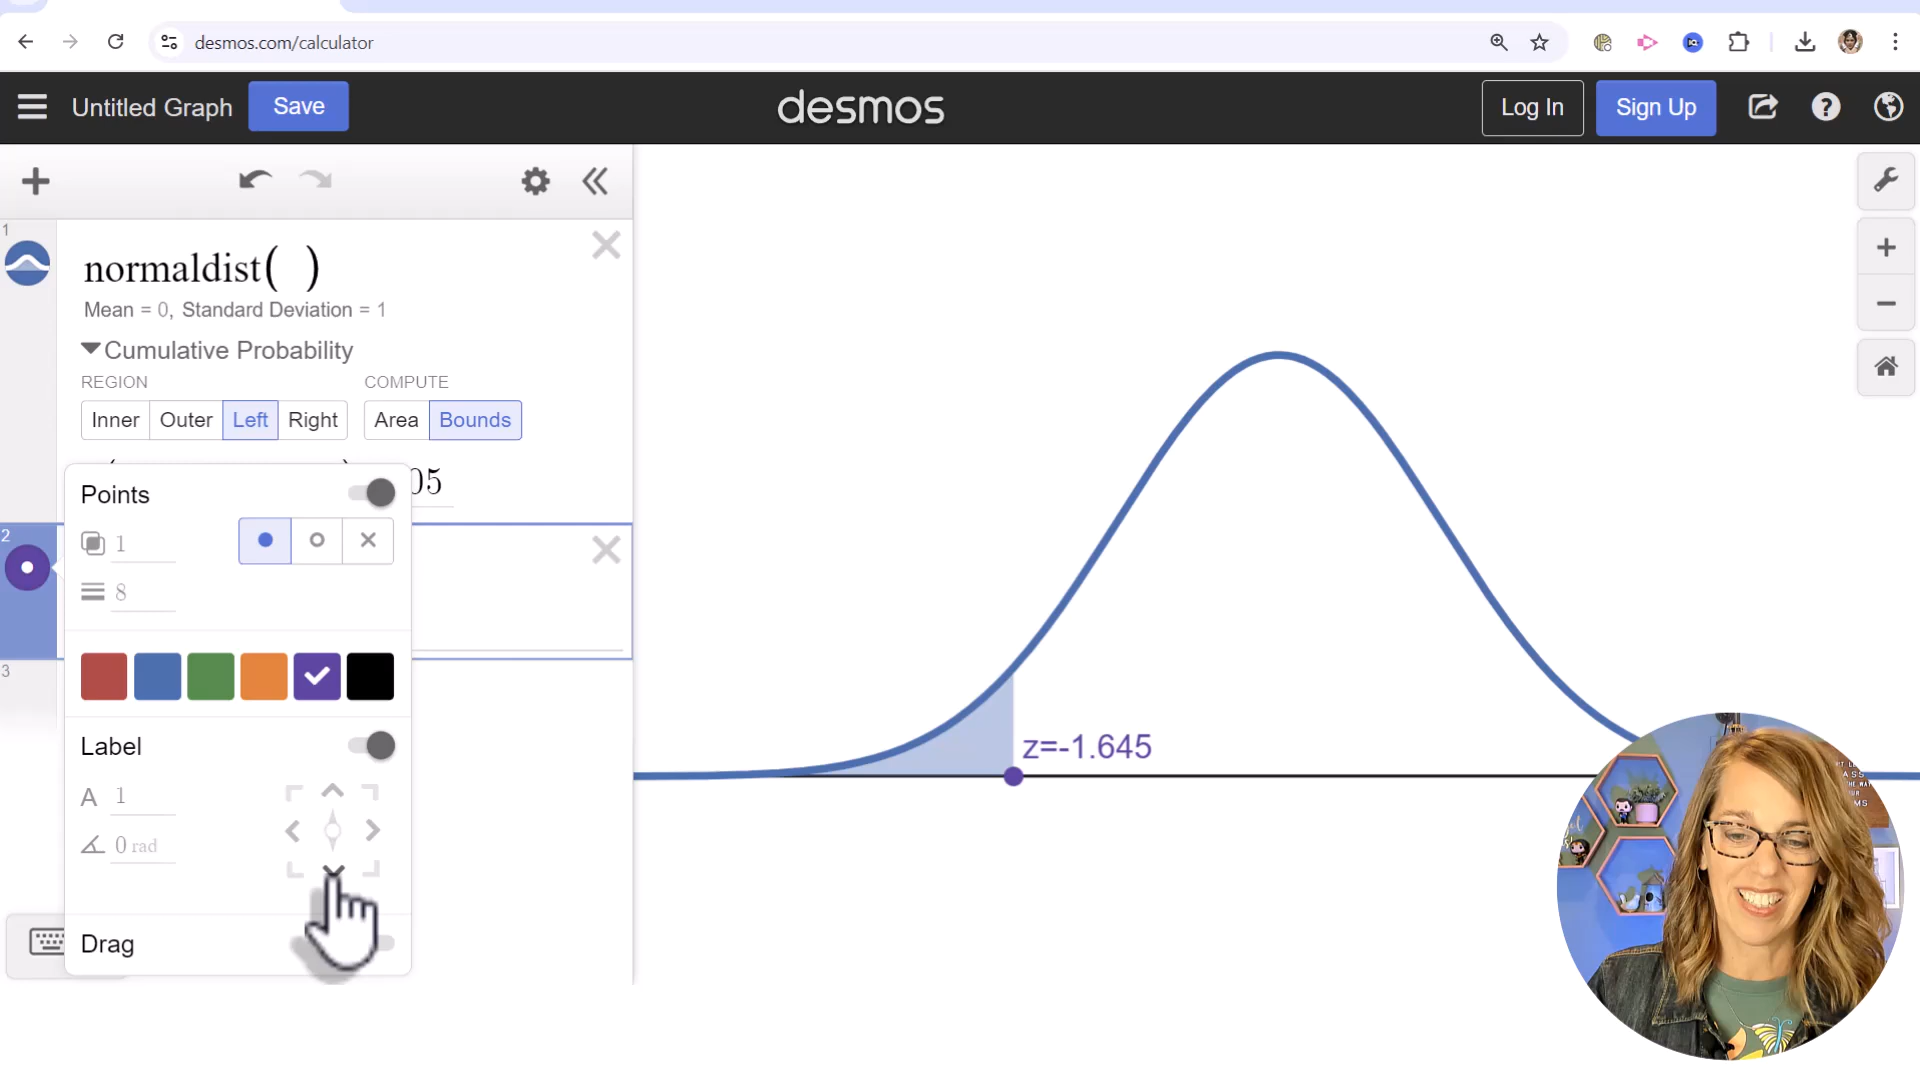 desmos.com/calculator
Untitled Graph Save desmos Log In Sign Up
1
normaldist( )
Mean = 0, Standard Deviation = 1
Cumulative Probability
REGION COMPUTE
Inner Outer Left Right Area Bounds
05
Points
1
2
8
3
Label
A 1
0 rad
Drag
z=-1.645